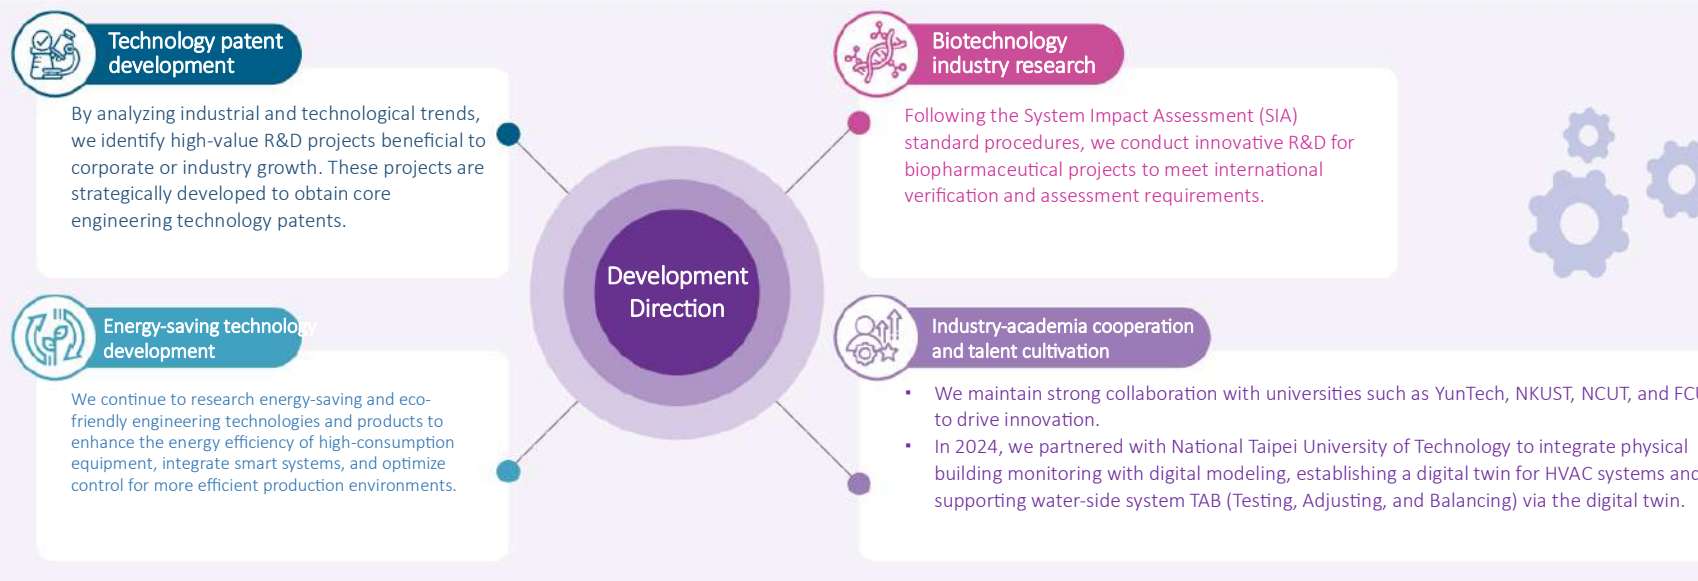 Technology patent
development
By analyzing industrial and technological trends,
we identify high-value R&D projects beneficial to
corporate or industry growth. These projects are
strategically developed to obtain core
engineering technology patents.
Biotechnology
industry research
Following the System Impact Assessment (SIA)
standard procedures, we conduct innovative R&D for
biopharmaceutical projects to meet international
verification and assessment requirements.
Development
Direction
Energy-saving technology
development
We continue to research energy-saving and eco-
friendly engineering technologies and products to
enhance the energy efficiency of high-consumption
equipment, integrate smart systems, and optimize
control for more efficient production environments.
Industry-academia cooperation
and talent cultivation
▪ We maintain strong collaboration with universities such as YunTech, NKUST, NCUT, and FCU
to drive innovation.
▪ In 2024, we partnered with National Taipei University of Technology to integrate physical
building monitoring with digital modeling, establishing a digital twin for HVAC systems and
supporting water-side system TAB (Testing, Adjusting, and Balancing) via the digital twin.